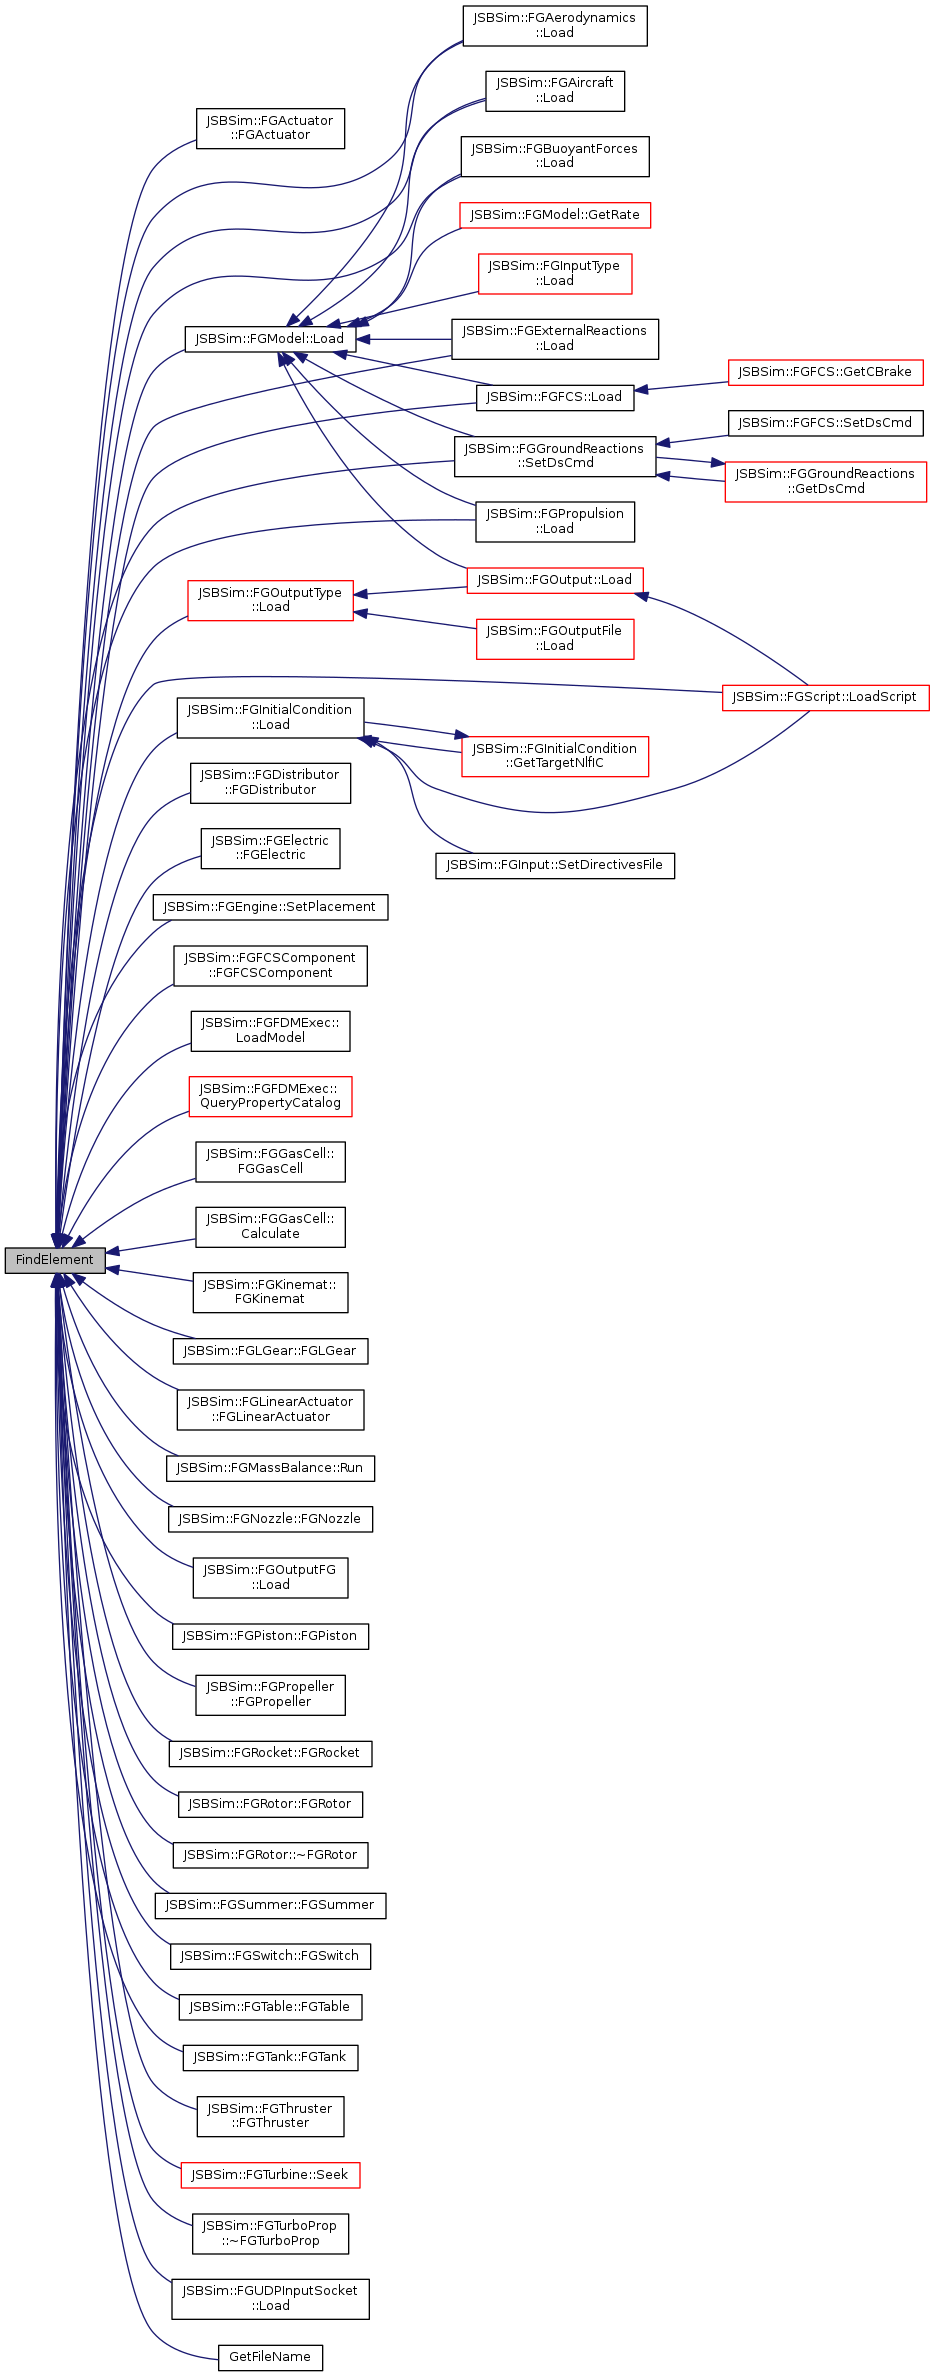 JSBSim::FGAerodynamics
::Load
JSBSim::FGAircraft
::Load
JSBSim::FGActuator
::FGActuator
JSBSim::FGBuoyantForces
::Load
JSBSim::FGModel::GetRate
JSBSim::FGInputType
::Load
JSBSim::FGModel::Load
JSBSim::FGExternalReactions
::Load
JSBSim::FGFCS::GetCBrake
JSBSim::FGFCS::Load
JSBSim::FGFCS::SetDsCmd
JSBSim::FGGroundReactions
::SetDsCmd
JSBSim::FGGroundReactions
::GetDsCmd
JSBSim::FGPropulsion
::Load
JSBSim::FGOutput::Load
JSBSim::FGOutputType
::Load
JSBSim::FGOutputFile
::Load
JSBSim::FGScript::LoadScript
JSBSim::FGInitialCondition
::Load
JSBSim::FGInitialCondition
::GetTargetNlfIC
JSBSim::FGDistributor
::FGDistributor
JSBSim::FGElectric
::FGElectric
JSBSim::FGInput::SetDirectivesFile
JSBSim::FGEngine::SetPlacement
JSBSim::FGFCSComponent
::FGFCSComponent
JSBSim::FGFDMExec::
LoadModel
JSBSim::FGFDMExec::
QueryPropertyCatalog
JSBSim::FGGasCell::
FGGasCell
JSBSim::FGGasCell::
Calculate
FindElement
JSBSim::FGKinemat::
FGKinemat
JSBSim::FGLGear::FGLGear
JSBSim::FGLinearActuator
::FGLinearActuator
JSBSim::FGMassBalance::Run
JSBSim::FGNozzle::FGNozzle
JSBSim::FGOutputFG
::Load
JSBSim::FGPiston::FGPiston
JSBSim::FGPropeller
::FGPropeller
JSBSim::FGRocket::FGRocket
JSBSim::FGRotor::FGRotor
JSBSim::FGRotor::~FGRotor
JSBSim::FGSummer::FGSummer
JSBSim::FGSwitch::FGSwitch
JSBSim::FGTable::FGTable
JSBSim::FGTank::FGTank
JSBSim::FGThruster
::FGThruster
JSBSim::FGTurbine::Seek
JSBSim::FGTurboProp
::~FGTurboProp
JSBSim::FGUDPInputSocket
::Load
GetFileName